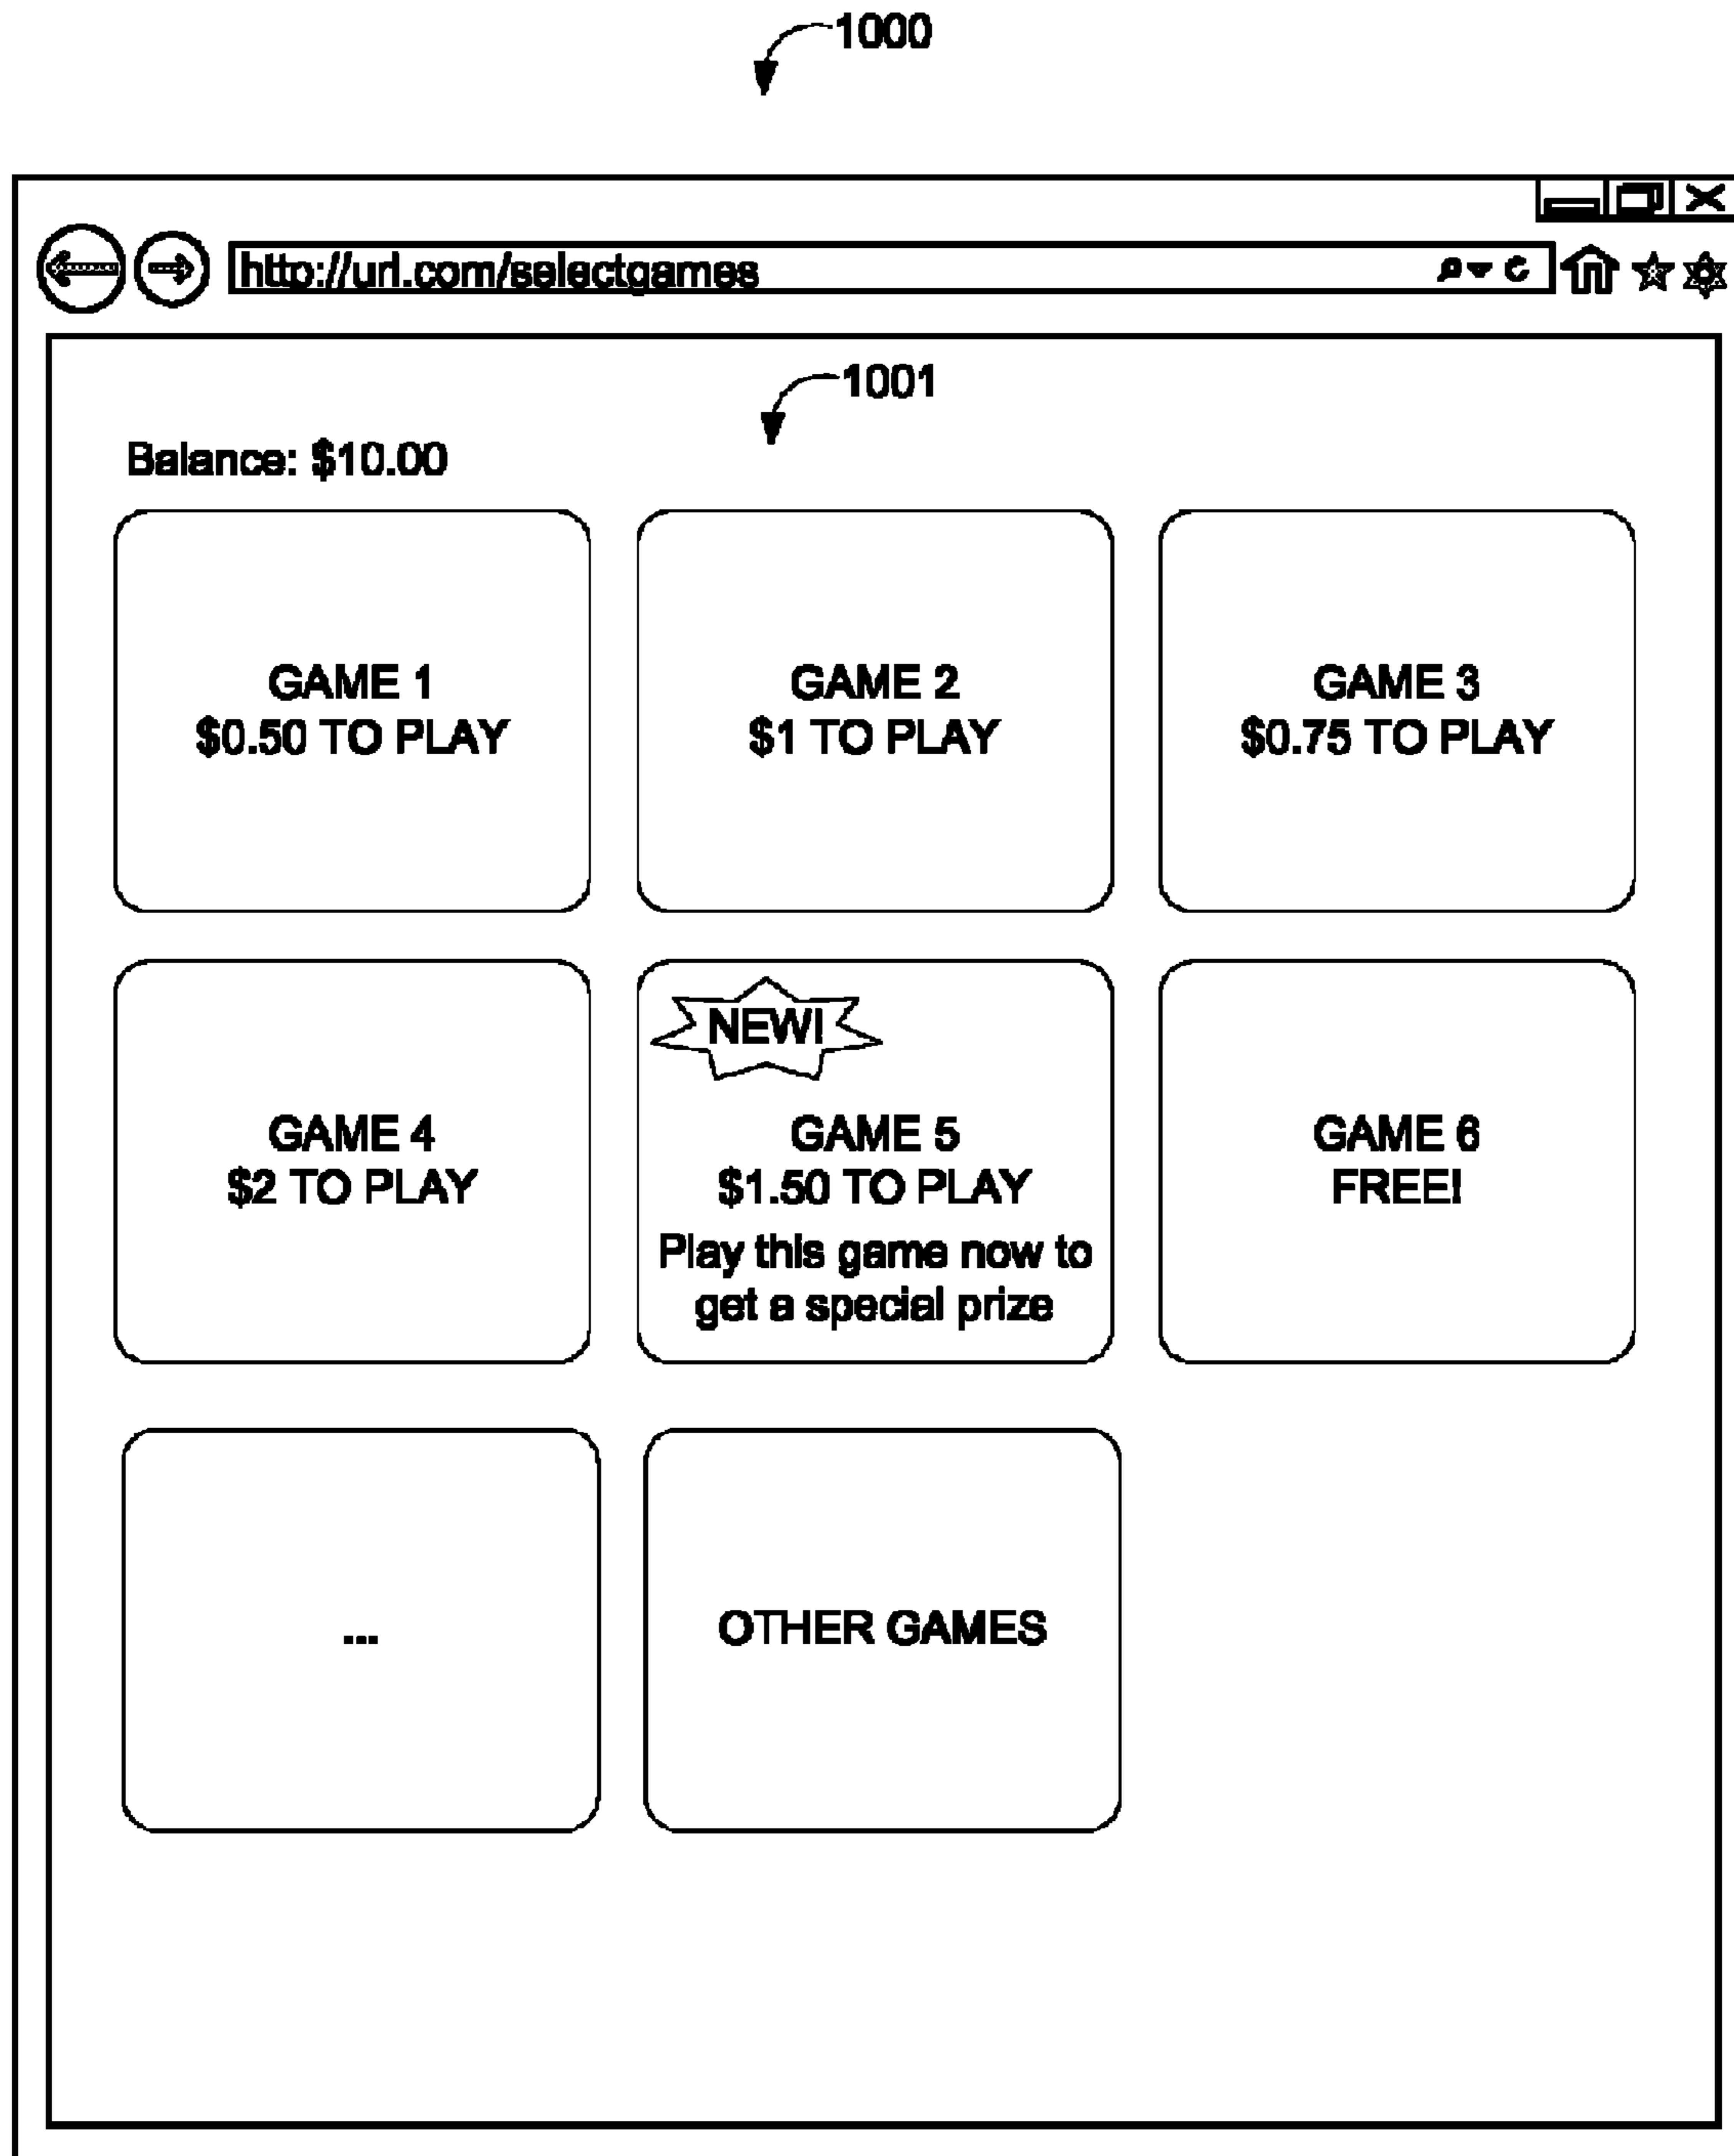 1000
http://url.com/selectgames
1001
Balance: $10.00
GAME 1
$0.50 TO PLAY
GAME 2
$1 TO PLAY
GAME 3
$0.75 TO PLAY
GAME 4
$2 TO PLAY
NEW!
GAME 5
$1.50 TO PLAY
Play this game now to
get a special prize
GAME 6
FREE!
...
OTHER GAMES